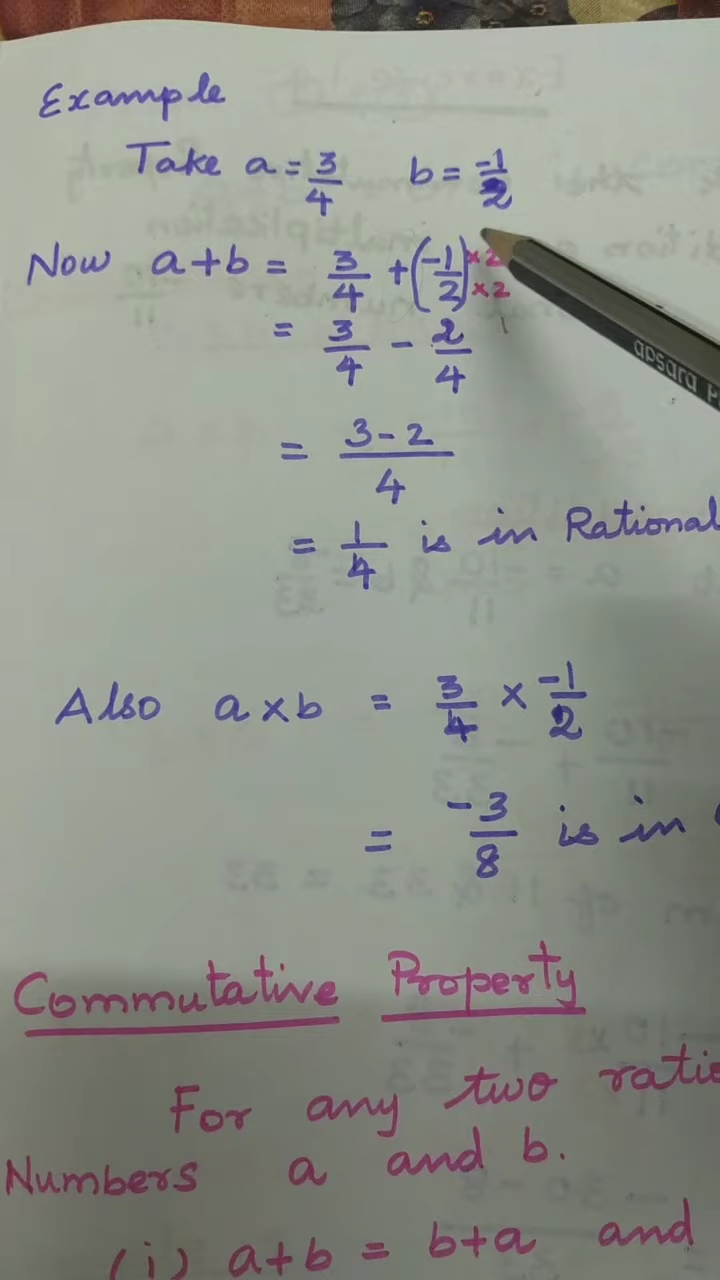 Example
Take a = 3/4 b = -1/2
Now a+b = 3/4 + (-1/2) ×2 ×2
= 3/4 - 2/4
= 3-2/4
= 1/4 is in Rational
Also a×b = 3/4 × -1/2
= -3/8 is in
Commutative Property
For any two
Numbers a and b.
(i) a+b = b+a and
apsara